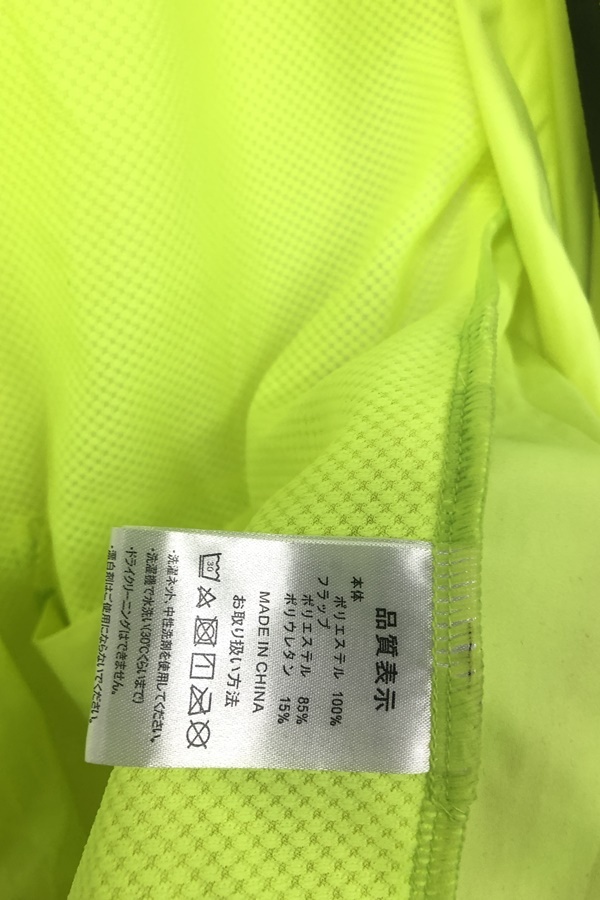 品質表示
本体
ポリエステル 100%
フラップ
ポリエステル 85%
ポリウレタン 15%
MADE IN CHINA
お取り扱い方法
30
・洗濯ネット、中性洗剤を使用してください。
・洗濯機で水洗い(30℃くらいまで)
・ドライクリーニングはできません。
・漂白剤はご使用にならないでください。